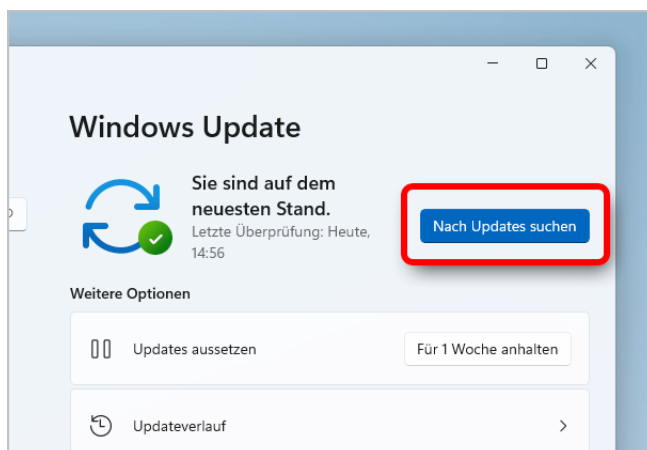 Windows Update
Sie sind auf dem
neuesten Stand.
Letzte Überprüfung: Heute,
14:56
Nach Updates suchen
Weitere Optionen
Updates aussetzen
Für 1 Woche anhalten
Updateverlauf